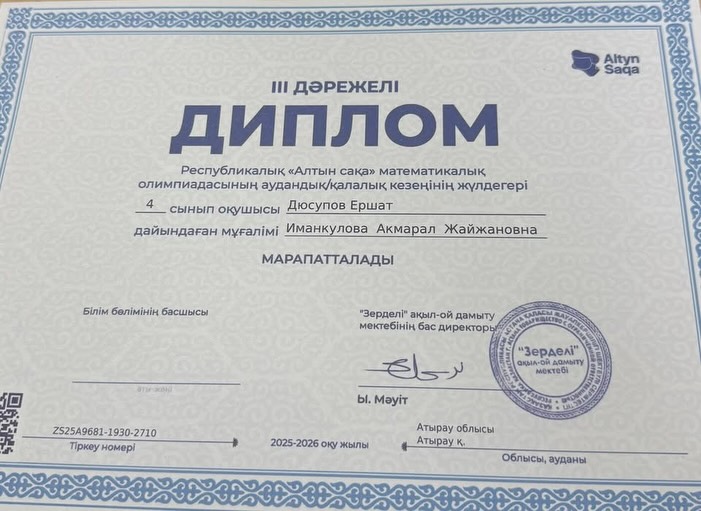 Altyn
Saqa
III ДӘРЕЖЕЛІ
ДИПЛОМ
Республикалық «Алтын сақа» математикалық
олимпиадасының аудандық/қалалық кезеңінің жүлдегері
4 сынып оқушысы Дюсупов Ершат
дайындаған мұғалімі Иманкулова Акмарал Жайжановна
МАРАПАТТАЛАДЫ
Білім бөлімінің басшысы
"Зерделі" ақыл-ой дамыту
мектебінің бас директоры
"Зерделі"
ақыл-ой дамыту
мектебі
Ы. Мәуіт
ZS25A9681-1930-2710
Тіркеу номері
2025-2026 оқу жылы
Атырау облысы
Атырау қ.
Облысы, ауданы